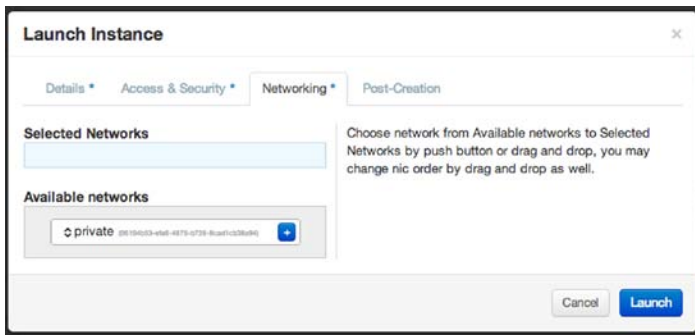 Launch Instance
×
Details *
Access & Security *
Networking *
Post-Creation
Selected Networks
Choose network from Available networks to Selected
Networks by push button or drag and drop, you may
change nic order by drag and drop as well.
Available networks
private
+
Cancel
Launch